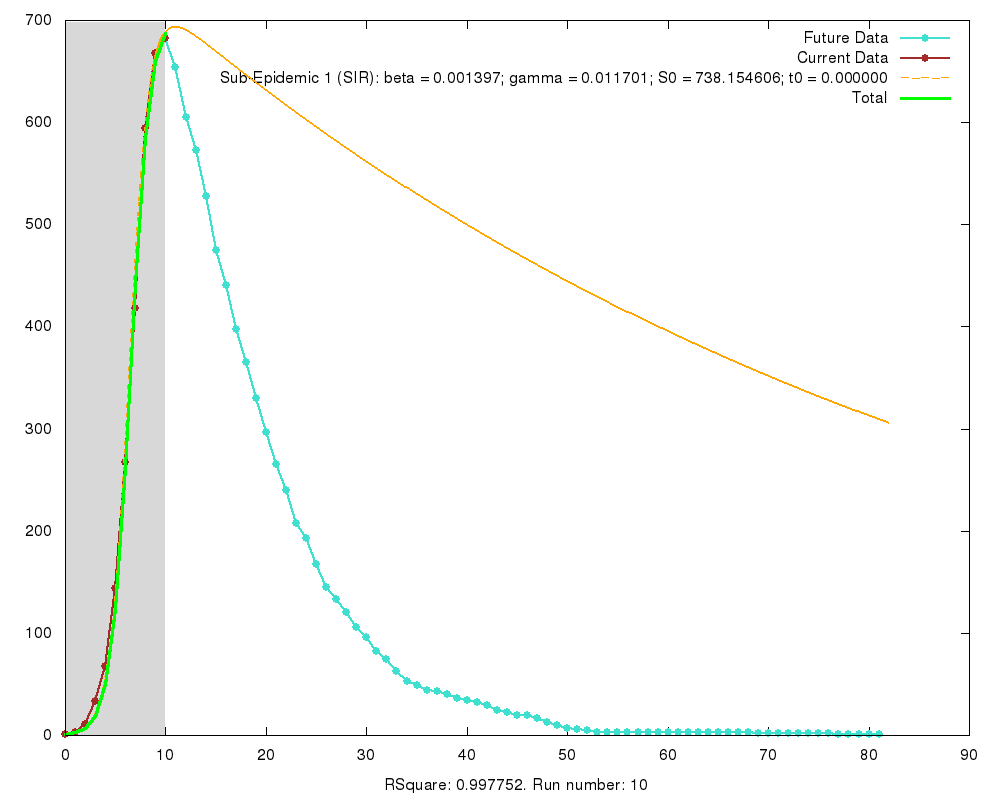 700
600
500
400
300
200
100
0
Future Data
Current Data
Sub Epidemic 1 (SIR): beta = 0.001397; gamma = 0.011701; S0 = 738.154606; t0 = 0.000000
Total
0 10 20 30 40 50 60 70 80 90
RSquare: 0.997752. Run number: 10